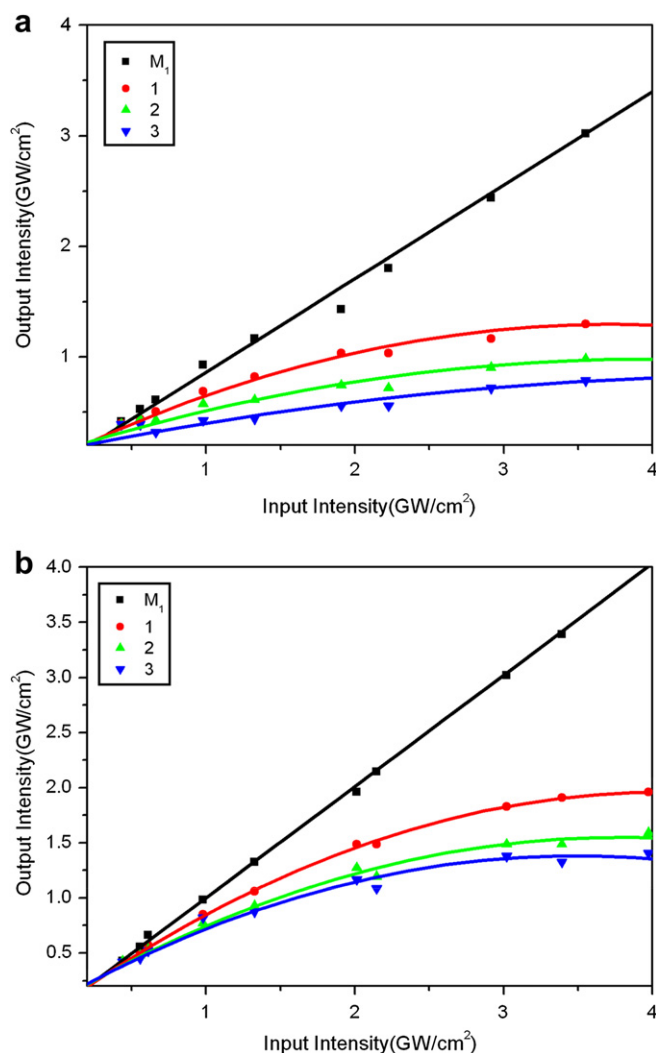 a
4
3
2
1
M₁
1
2
3
Output Intensity(GW/cm²)
1 2 3 4
Input Intensity(GW/cm²)
b
4.0
3.5
3.0
2.5
2.0
1.5
1.0
0.5
M₁
1
2
3
Output Intensity(GW/cm²)
1 2 3 4
Input Intensity(GW/cm²)